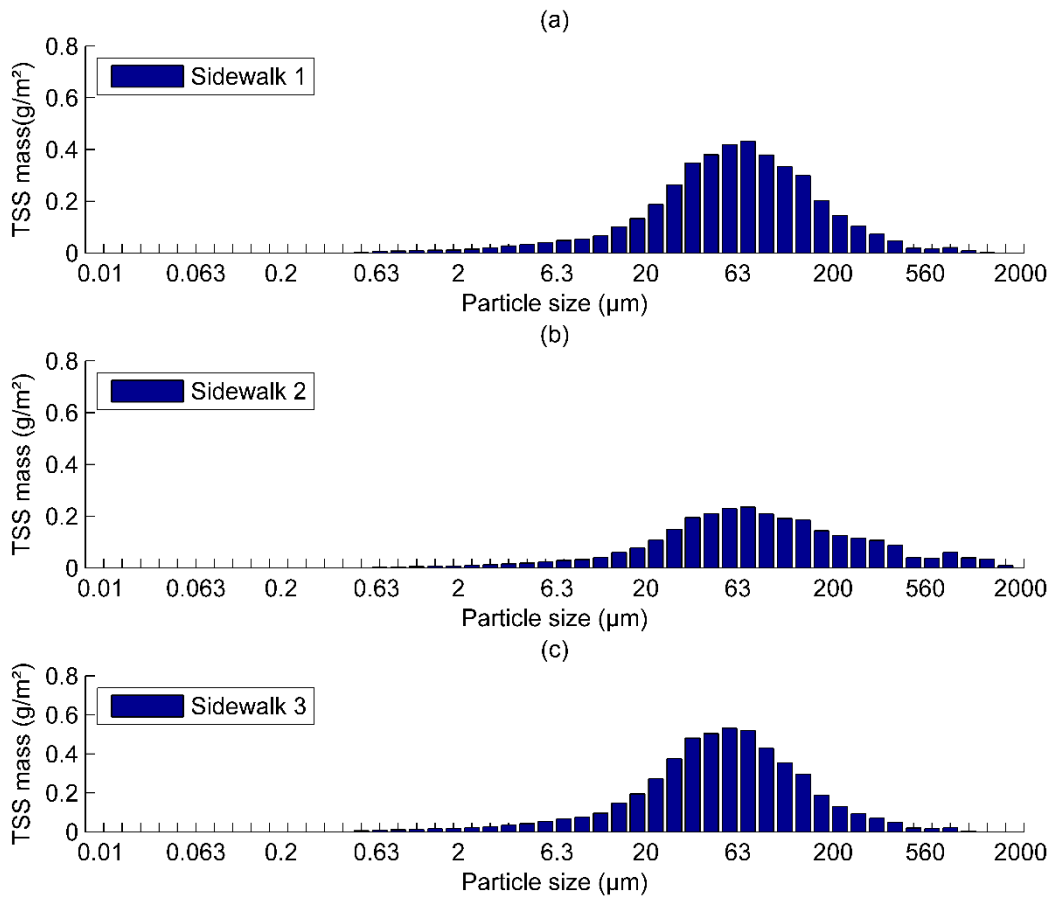 (a)
TSS mass(g/m²)
0.8
0.6
0.4
0.2
0
Sidewalk 1
0.01 0.063 0.2 0.63 2 6.3 20 63 200 560 2000
Particle size (µm)
(b)
TSS mass (g/m²)
0.8
0.6
0.4
0.2
0
Sidewalk 2
0.01 0.063 0.2 0.63 2 6.3 20 63 200 560 2000
Particle size (µm)
(c)
TSS mass (g/m²)
0.8
0.6
0.4
0.2
0
Sidewalk 3
0.01 0.063 0.2 0.63 2 6.3 20 63 200 560 2000
Particle size (µm)